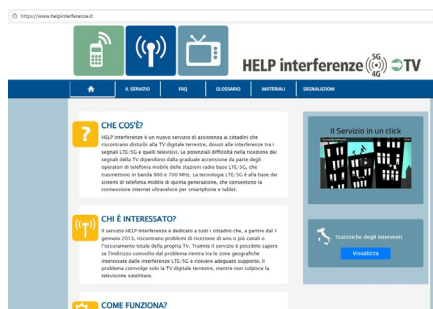 https://www.helpinterferenze.it
HELP interferenze 5G 4G TV
IL SERVIZIO FAQ GLOSSARIO MATERIALI SEGNALAZIONI
CHE COS'È?
HELP Interferenze è un nuovo servizio di assistenza ai cittadini che
riscontrano disturbi alla TV digitale terrestre, dovuti alle interferenze tra i
segnali LTE/5G e quelli televisivi. Le potenziali difficoltà nella ricezione dei
segnali della TV dipendono dalla graduale accensione da parte degli
operatori di telefonia mobile delle stazioni radio base LTE/5G, che
trasmettono in banda 800 e 700 MHz. La tecnologia LTE/5G è alla base dei
sistemi di telefonia mobile di quinta generazione, che consentono la
connessione internet ultraveloce per smartphone e tablet.
Il Servizio in un click
CHI È INTERESSATO?
Il servizio HELP Interferenze è dedicato a tutti i cittadini che, a partire dal 1
gennaio 2013, riscontrano problemi di ricezione di uno o più canali o
l'oscuramento totale della propria TV. Tramite il servizio è possibile sapere
se l'indirizzo coinvolto dal problema rientra tra le zone geografiche
interessate dalle interferenze LTE/5G e ricevere adeguato supporto. Il
problema coinvolge solo la TV digitale terrestre, mentre non colpisce la
televisione satellitare.
Statistiche degli interventi
Visualizza
COME FUNZIONA?